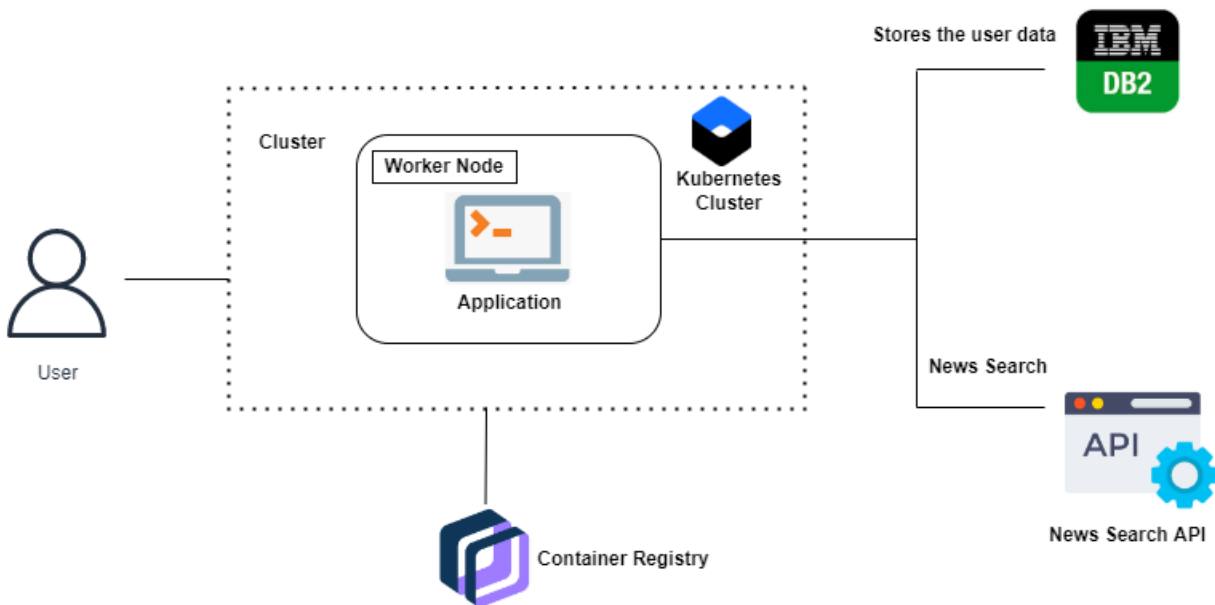 Stores the user data
IBM
DB2
Cluster
Worker Node
Kubernetes
Cluster
Application
User
News Search
API
News Search API
Container Registry